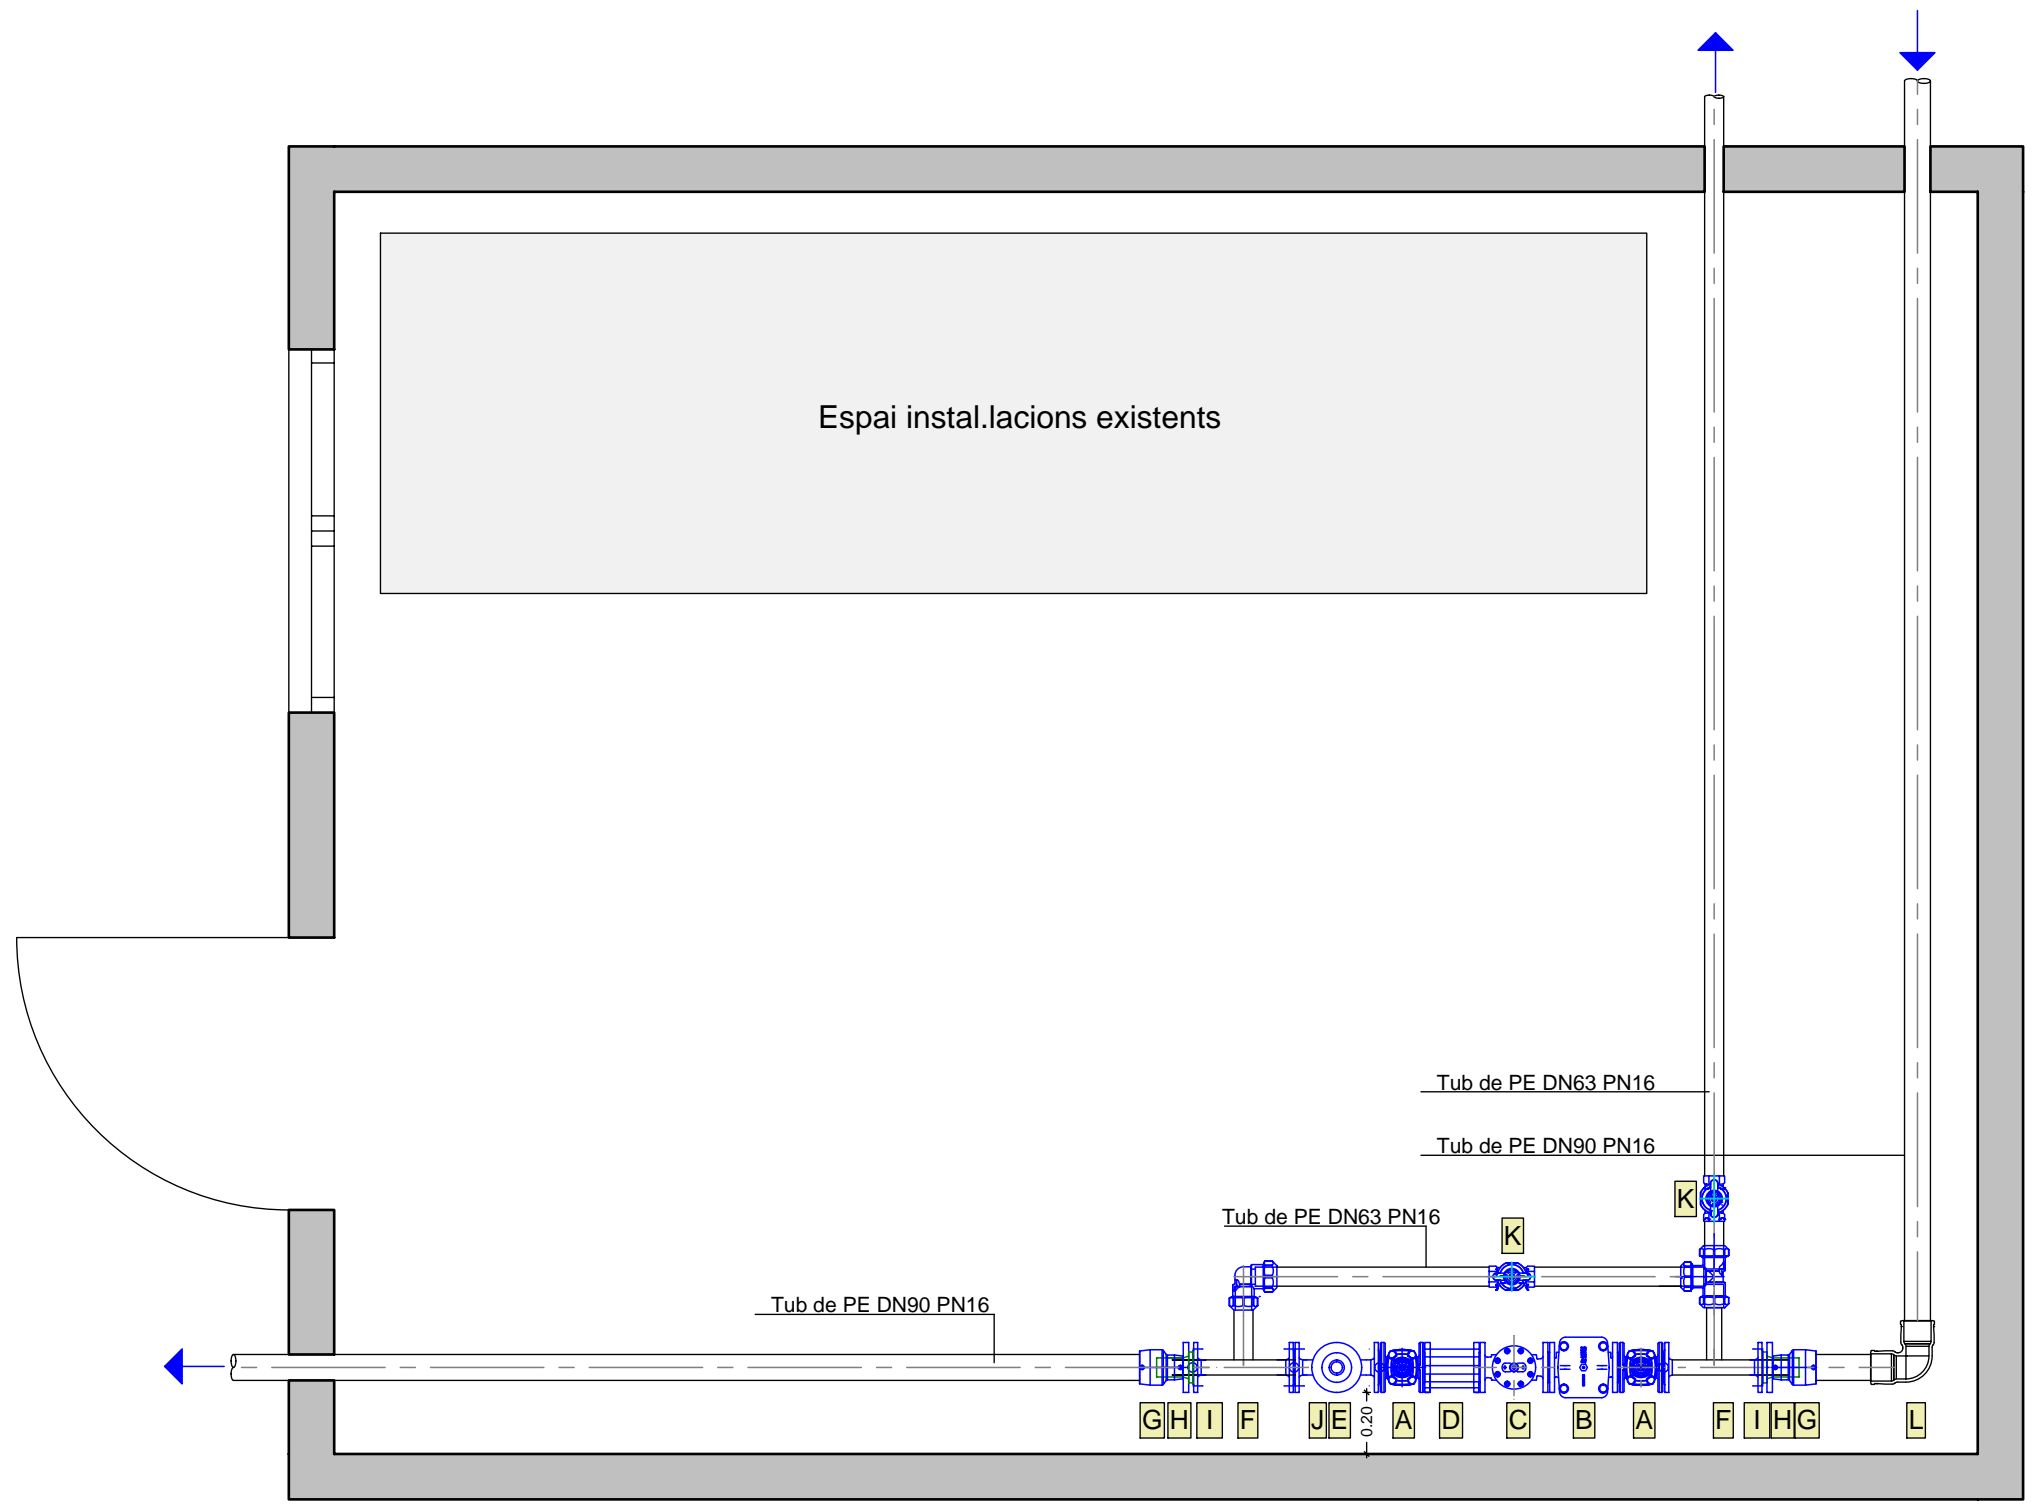 Espai instal.lacions existents
Tub de PE DN63 PN16
Tub de PE DN90 PN16
K
Tub de PE DN63 PN16
K
Tub de PE DN90 PN16
0.20
G H I F J E A D C B A F I H G L